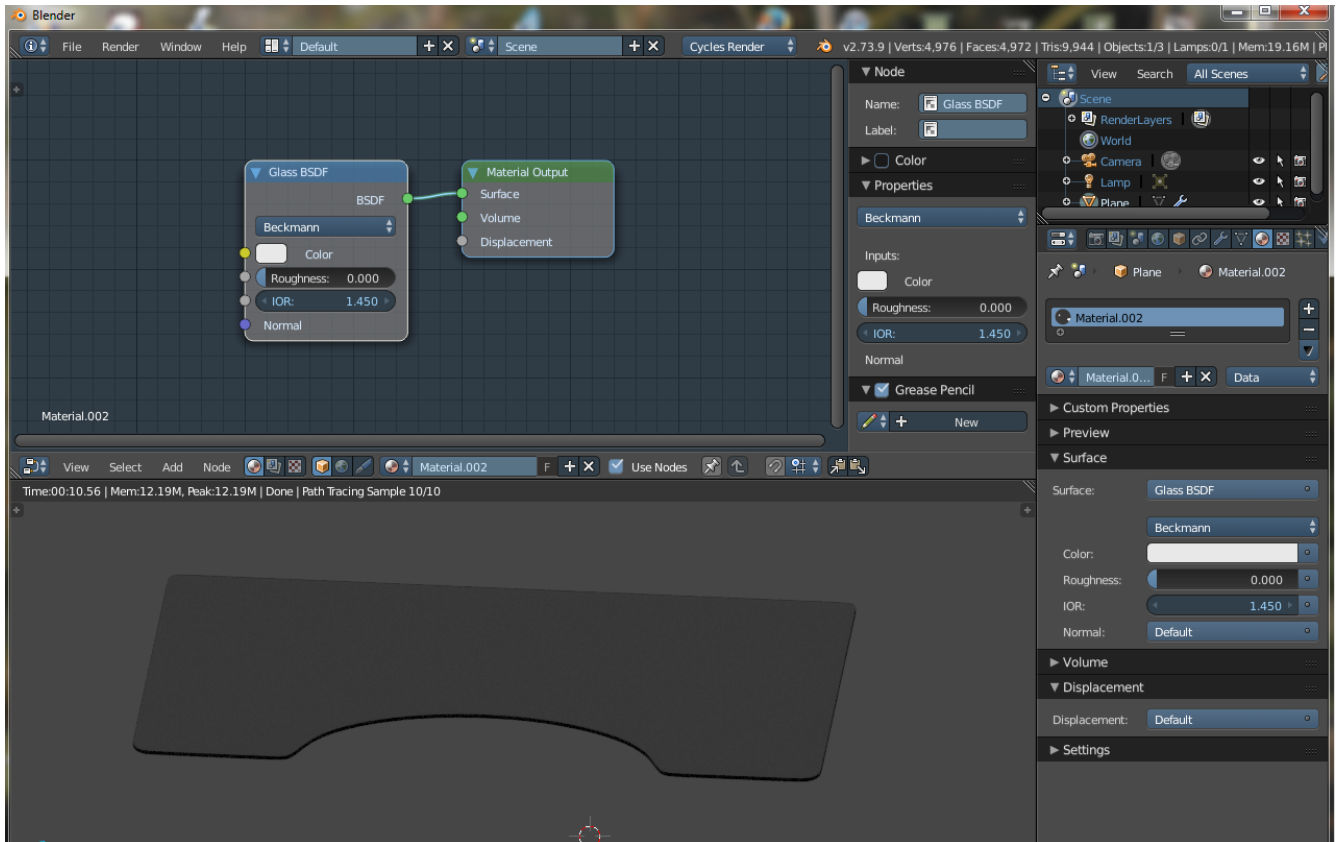 Blender
File Render Window Help Default Scene Cycles Render v2.73.9 | Verts:4,976 | Faces:4,972 | Tris:9,944 | Objects:1/3 | Lamps:0/1 | Mem:19.16M | Pl
Glass BSDF
BSDF
Beckmann
Color
Roughness: 0.000
IOR: 1.450
Normal
Material Output
Surface
Volume
Displacement
Material.002
Node
Name: Glass BSDF
Label:
Color
Properties
Beckmann
Inputs:
Color
Roughness: 0.000
IOR: 1.450
Normal
Grease Pencil
New
View Search All Scenes
Scene
RenderLayers
World
Camera
Lamp
Plane
Plane Material.002
Material.002
Material.0... F Data
Custom Properties
Preview
Surface
Surface: Glass BSDF
Beckmann
Color:
Roughness: 0.000
IOR: 1.450
Normal: Default
Volume
Displacement
Displacement: Default
Settings
View Select Add Node Material.002 F Use Nodes
Time:00:10.56 | Mem:12.19M, Peak:12.19M | Done | Path Tracing Sample 10/10